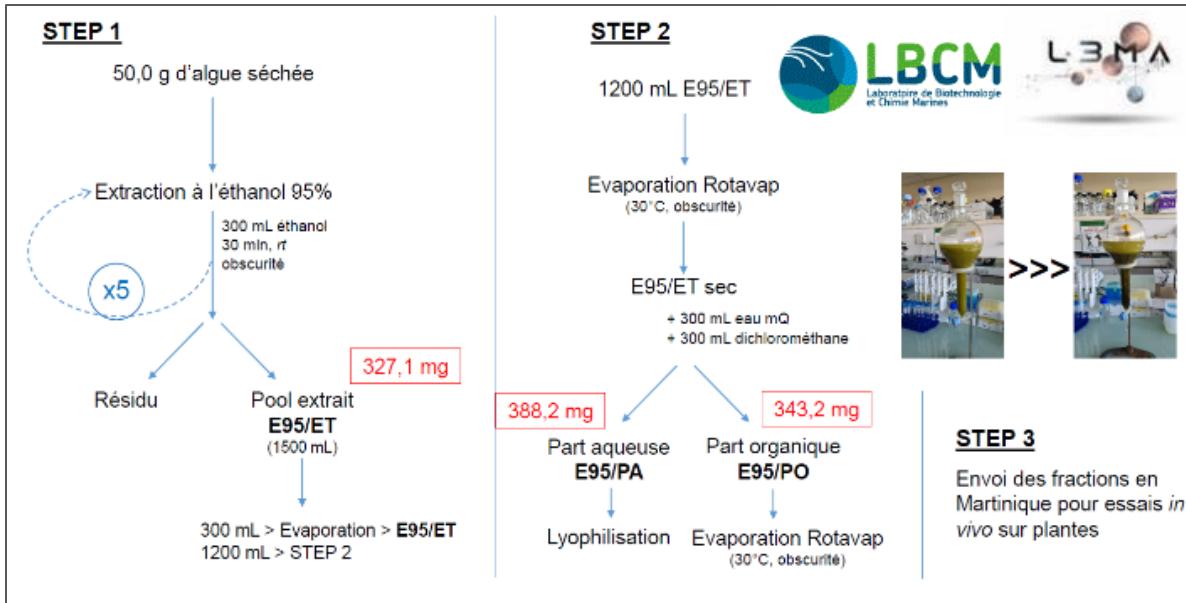 STEP 1
50,0 g d'algue séchée
Extraction à l'éthanol 95%
300 mL éthanol
30 min, rt
obscurité
x5
327,1 mg
Résidu
Pool extrait
E95/ET
(1500 mL)
300 mL > Evaporation > E95/ET
1200 mL > STEP 2
STEP 2
1200 mL E95/ET
Evaporation Rotavap
(30°C, obscurité)
E95/ET sec
+ 300 mL eau mQ
+ 300 mL dichlorométhane
388,2 mg
343,2 mg
Part aqueuse
E95/PA
Part organique
E95/PO
Lyophilisation
Evaporation Rotavap
(30°C, obscurité)
LBCM
Laboratoire de Biotechnologie
et Chimie Marines
L3MA
>>>
STEP 3
Envoi des fractions en
Martinique pour essais in
vivo sur plantes